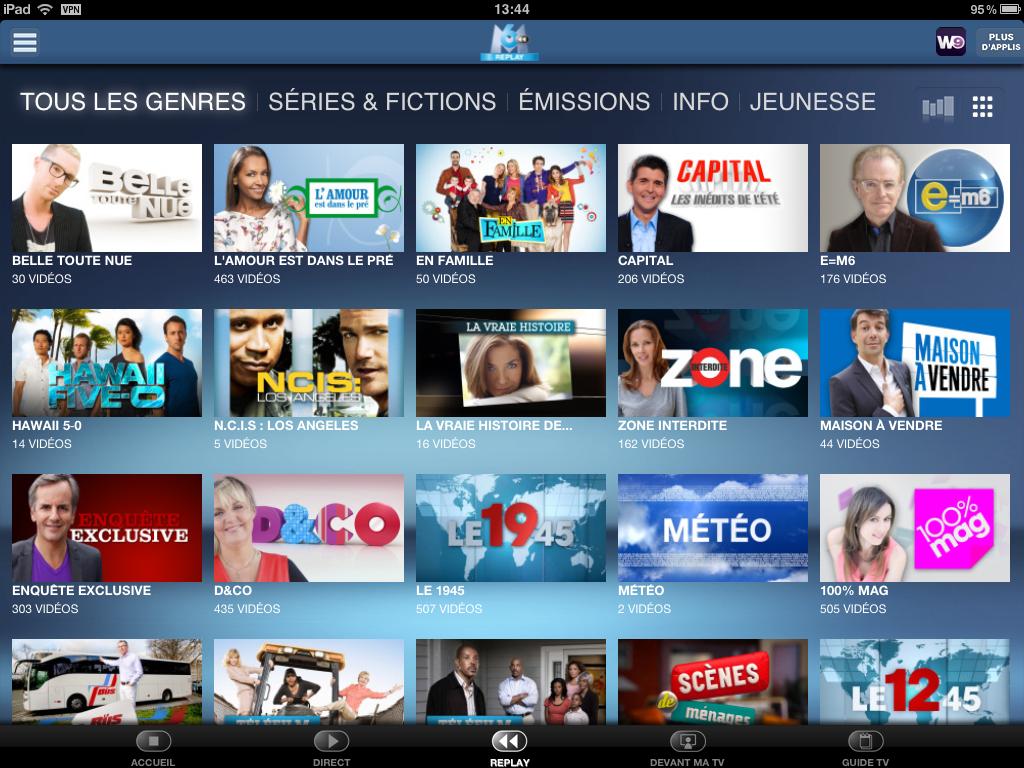 iPad VPN 13:44 95 %
M6 REPLAY W9 PLUS D'APPLIS
TOUS LES GENRES SÉRIES & FICTIONS ÉMISSIONS INFO JEUNESSE
BELLE TOUTE NUE
L'AMOUR est dans le pré
EN FAMILLE
CAPITAL
LES INÉDITS DE L'ÉTÉ
e=m6
BELLE TOUTE NUE L'AMOUR EST DANS LE PRÉ EN FAMILLE CAPITAL E=M6
30 VIDÉOS 463 VIDÉOS 50 VIDÉOS 206 VIDÉOS 176 VIDÉOS
HAWAII FIVE-O
NCIS: LOS ANGELES
LA VRAIE HISTOIRE
zone INTERDITE
MAISON À VENDRE
HAWAII 5-0 N.C.I.S : LOS ANGELES LA VRAIE HISTOIRE DE... ZONE INTERDITE MAISON À VENDRE
14 VIDÉOS 5 VIDÉOS 16 VIDÉOS 162 VIDÉOS 44 VIDÉOS
ENQUÊTE EXCLUSIVE
D&CO
LE 19 45
MÉTÉO
100% mag
ENQUÊTE EXCLUSIVE D&CO LE 1945 MÉTÉO 100% MAG
303 VIDÉOS 435 VIDÉOS 507 VIDÉOS 2 VIDÉOS 505 VIDÉOS
BUS
TÉLÉFILM
TÉLÉFILM
SCÈNES de ménages
LE 12 45
ACCUEIL DIRECT REPLAY DEVANT MA TV GUIDE TV